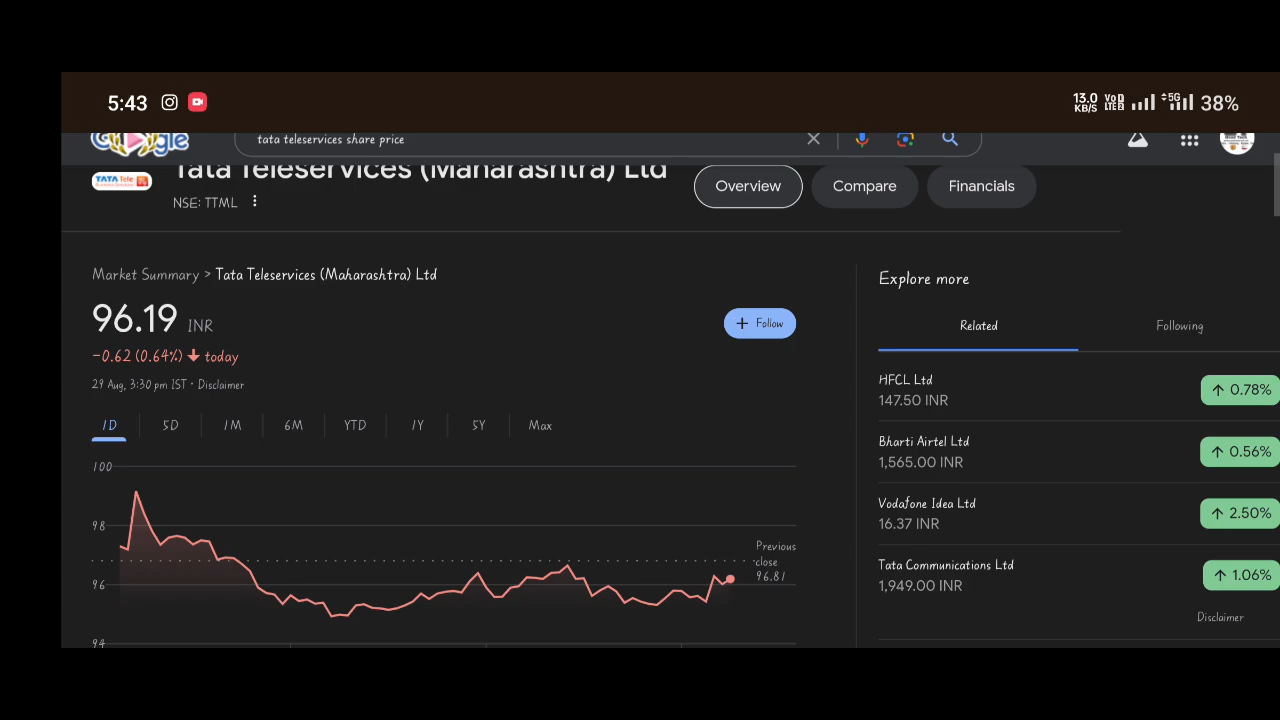 5:43
13.0 KB/S VoD LTE 5G 38%
Google
tata teleservices share price
TATA Tele
Tata Teleservices (Maharashtra) Ltd
NSE: TTML
Overview
Compare
Financials
Market Summary > Tata Teleservices (Maharashtra) Ltd
96.19 INR
−0.62 (0.64%) ↓ today
29 Aug, 3:30 pm IST • Disclaimer
+ Follow
1D 5D 1M 6M YTD 1Y 5Y Max
100
98
96
94
Previous
close
96.81
Explore more
Related Following
HFCL Ltd
147.50 INR
↑ 0.78%
Bharti Airtel Ltd
1,565.00 INR
↑ 0.56%
Vodafone Idea Ltd
16.37 INR
↑ 2.50%
Tata Communications Ltd
1,949.00 INR
↑ 1.06%
Disclaimer